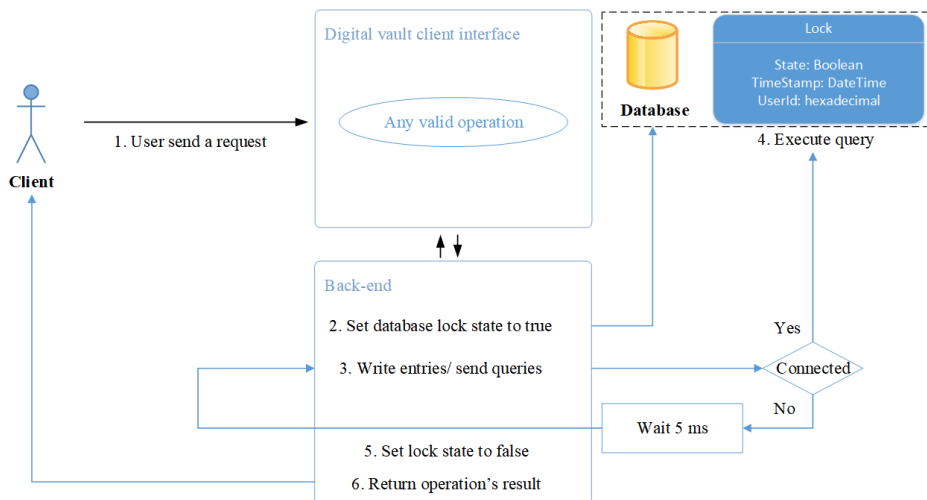 Digital vault client interface
Any valid operation
Database
Lock
State: Boolean
TimeStamp: DateTime
UserId: hexadecimal
1. User send a request
4. Execute query
Client
Back-end
2. Set database lock state to true
3. Write entries/ send queries
Yes
Connected
No
Wait 5 ms
5. Set lock state to false
6. Return operation's result